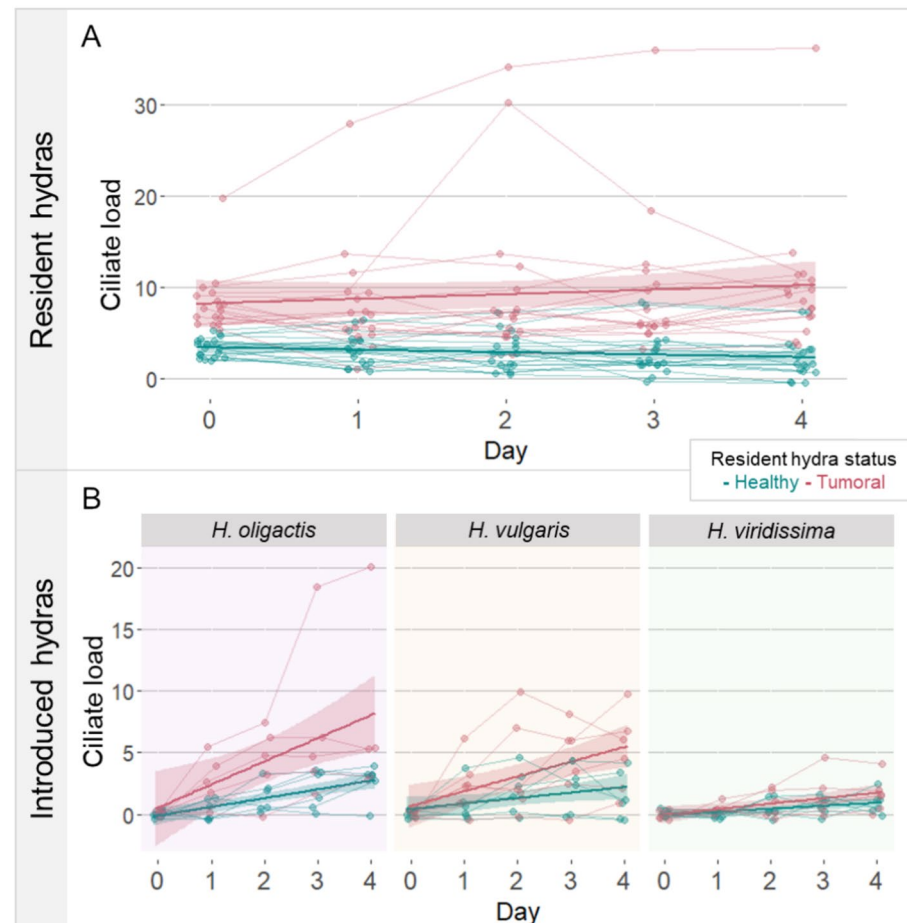 A
Resident hydras
Ciliate load
30
20
10
0
0 1 2 3 4
Day
Resident hydra status
- Healthy - Tumoral
B
Introduced hydras
H. oligactis H. vulgaris H. viridissima
Ciliate load
20
15
10
5
0
0 1 2 3 4 0 1 2 3 4 0 1 2 3 4
Day